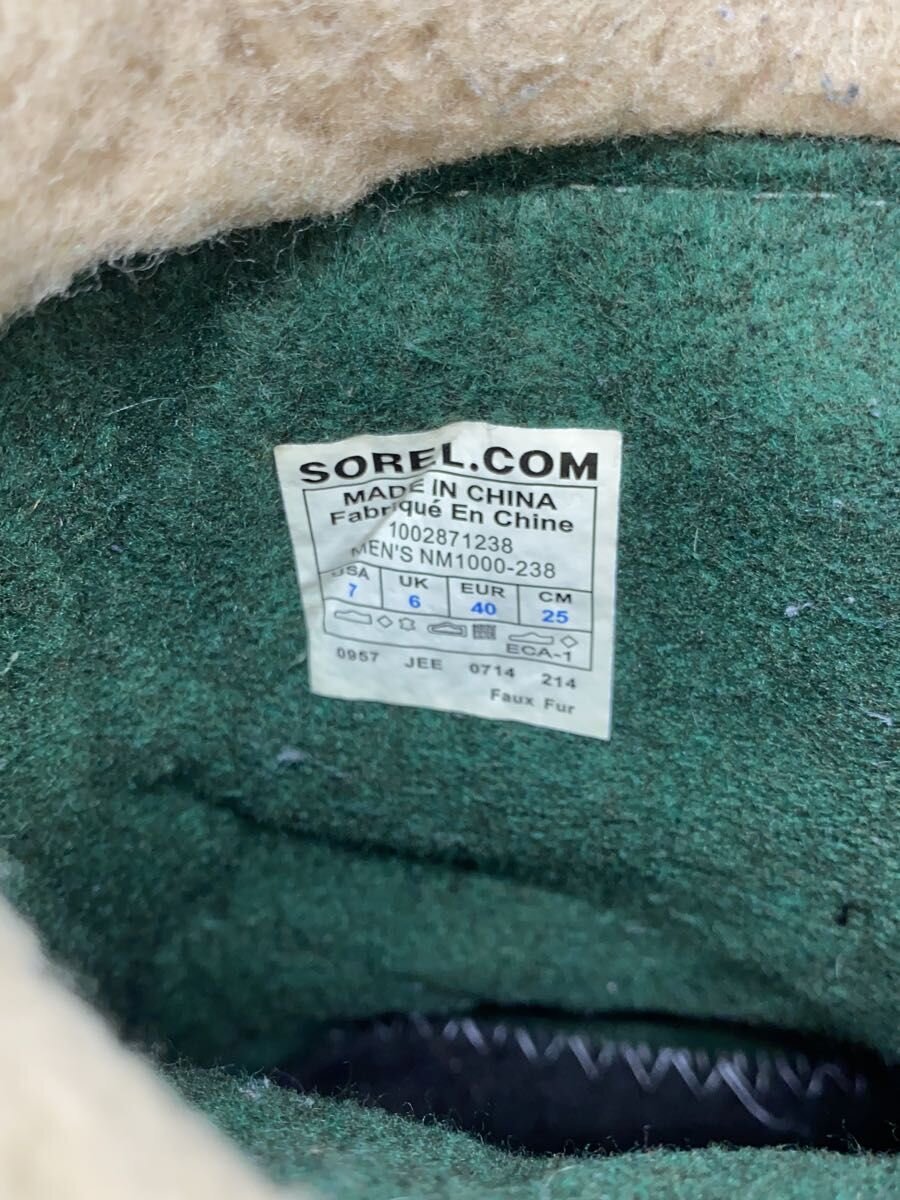 SOREL.COM
MADE IN CHINA
Fabriqué En Chine
1002871238
MEN'S NM1000-238
USA UK EUR CM
7 6 40 25
ECA-1
0957 JEE 0714 214
Faux Fur